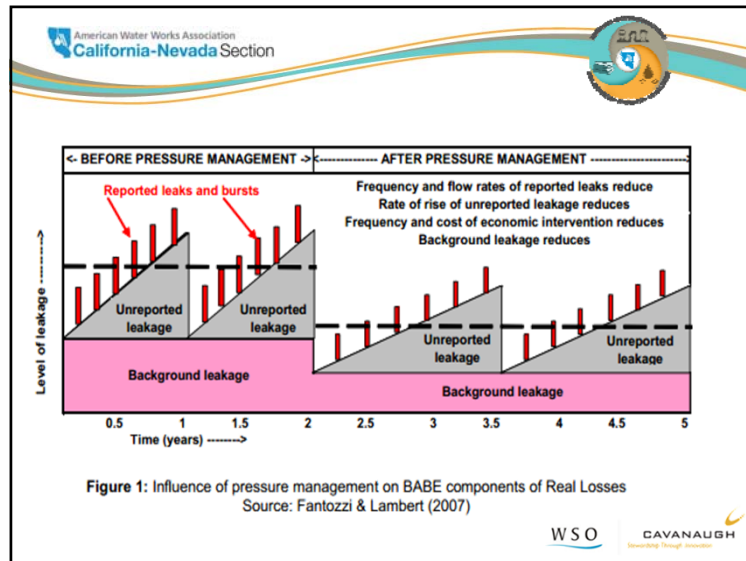 American Water Works Association
California-Nevada Section
<- BEFORE PRESSURE MANAGEMENT -> <-------------- AFTER PRESSURE MANAGEMENT ----------------------->
Reported leaks and bursts
Frequency and flow rates of reported leaks reduce
Rate of rise of unreported leakage reduces
Frequency and cost of economic intervention reduces
Background leakage reduces
Level of leakage ---------->
Unreported
leakage
Unreported
leakage
Unreported
leakage
Unreported
leakage
Background leakage
Background leakage
0.5 1 1.5 2 2.5 3 3.5 4 4.5 5
Time (years) -------->
Figure 1: Influence of pressure management on BABE components of Real Losses
Source: Fantozzi & Lambert (2007)
WSO
CAVANAUGH